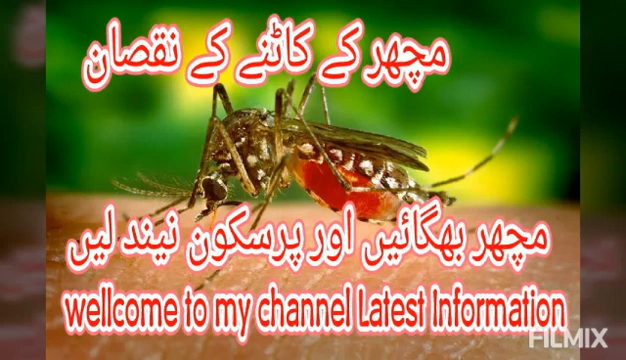 مچھر کے کاٹنے کے نقصان
مچھر بھگائیں اور پرسکون نیند لیں
wellcome to my channel Latest Information
FILMIX